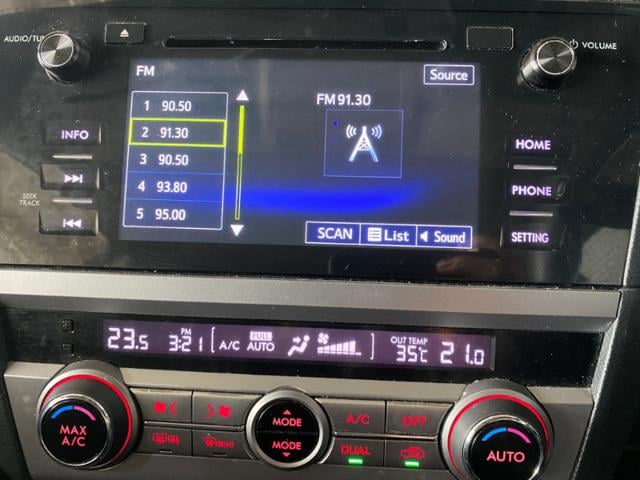 AUDIO/TU
VOLUME
FM
Source
1 90.50
2 91.30
3 90.50
4 93.80
5 95.00
FM 91.30
SCAN List Sound
INFO
SEEK
TRACK
HOME
PHONE
SETTING
23.5 PM 3:21 A/C FULL AUTO OUT TEMP 35℃ 21.0
MAX
A/C
MODE
MODE
FRONT
A/C OFF
DUAL
AUTO